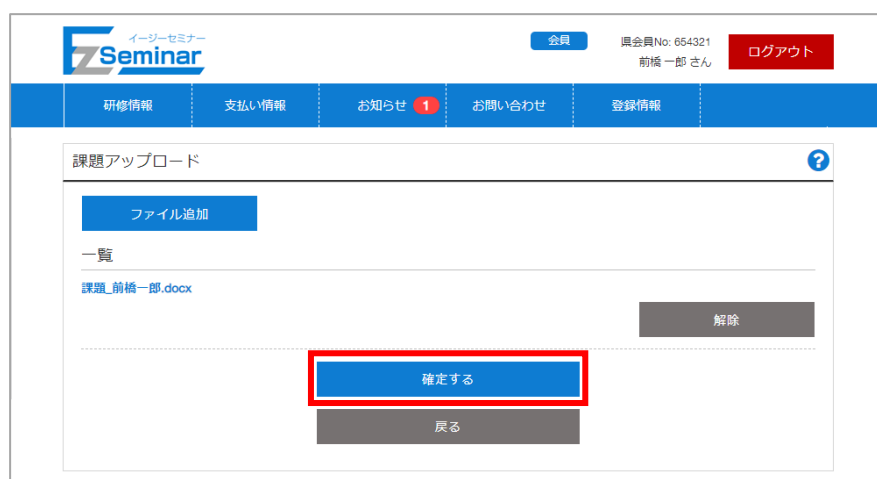 イージーセミナー
EZ Seminar
会員
県会員No: 654321
前橋 一郎 さん
ログアウト
研修情報
支払い情報
お知らせ 1
お問い合わせ
登録情報
課題アップロード
?
ファイル追加
一覧
課題_前橋一郎.docx
解除
確定する
戻る